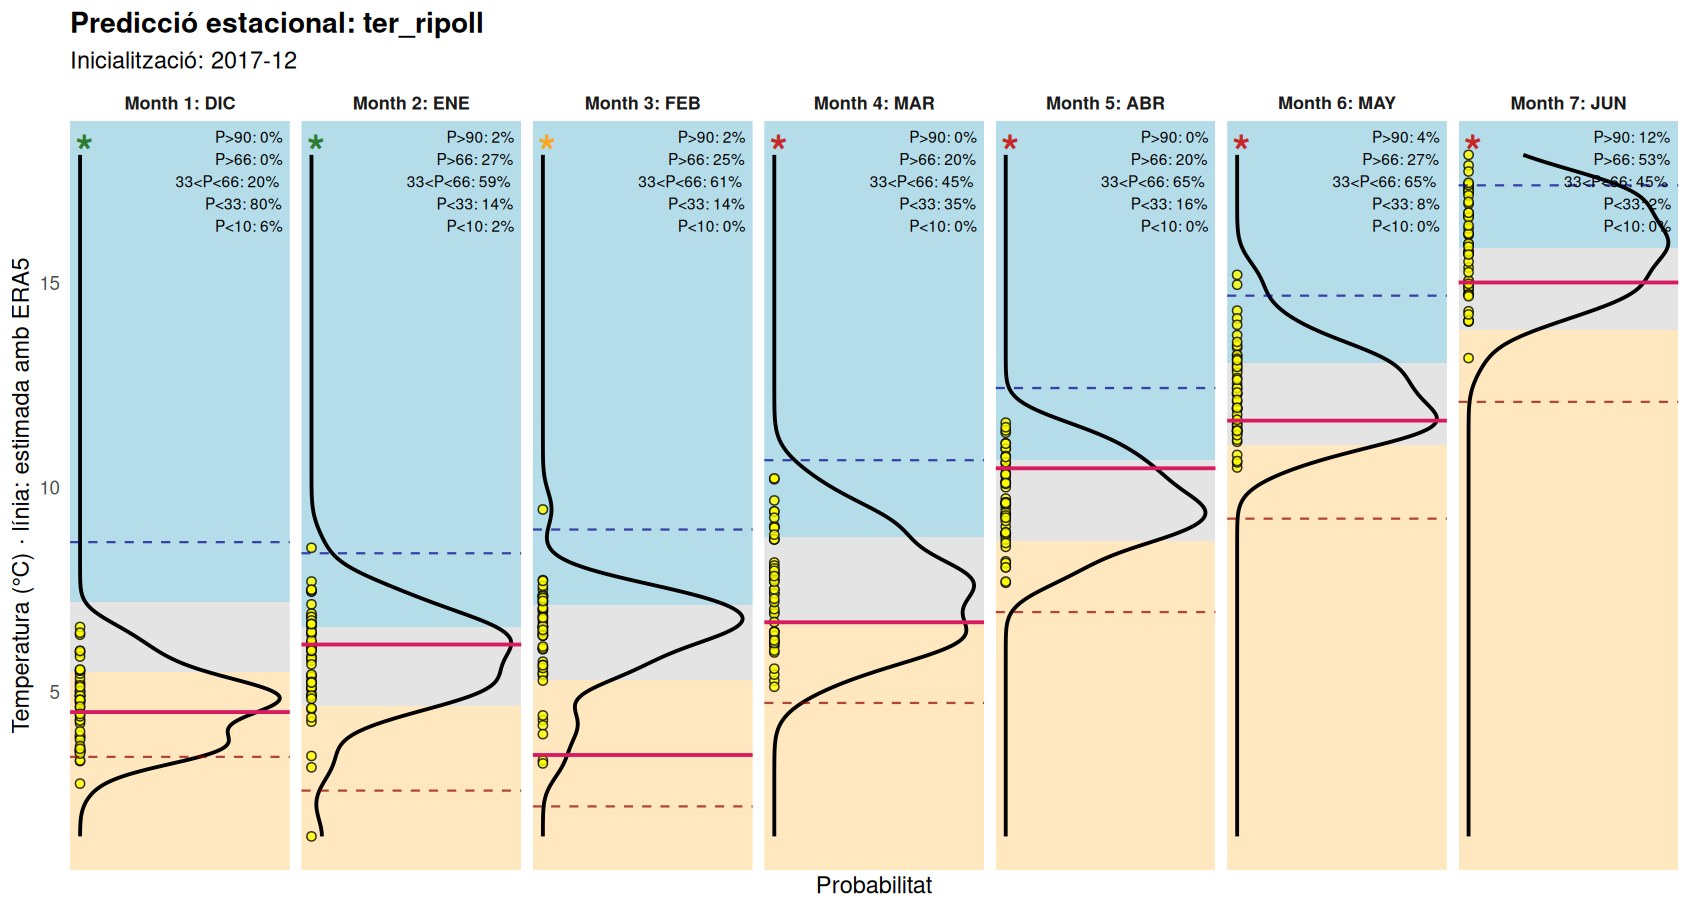 Predicció estacional: ter_ripoll
Inicialització: 2017-12
Month 1: DIC
P>90: 0%
P>66: 0%
33<P<66: 20%
P<33: 80%
P<10: 6%
Month 2: ENE
P>90: 2%
P>66: 27%
33<P<66: 59%
P<33: 14%
P<10: 2%
Month 3: FEB
P>90: 2%
P>66: 25%
33<P<66: 61%
P<33: 14%
P<10: 0%
Month 4: MAR
P>90: 0%
P>66: 20%
33<P<66: 45%
P<33: 35%
P<10: 0%
Month 5: ABR
P>90: 0%
P>66: 20%
33<P<66: 65%
P<33: 16%
P<10: 0%
Month 6: MAY
P>90: 4%
P>66: 27%
33<P<66: 65%
P<33: 8%
P<10: 0%
Month 7: JUN
P>90: 12%
P>66: 53%
33<P<66: 45%
P<33: 2%
P<10: 0%
Temperatura (°C) · línia: estimada amb ERA5
15
10
5
Probabilitat